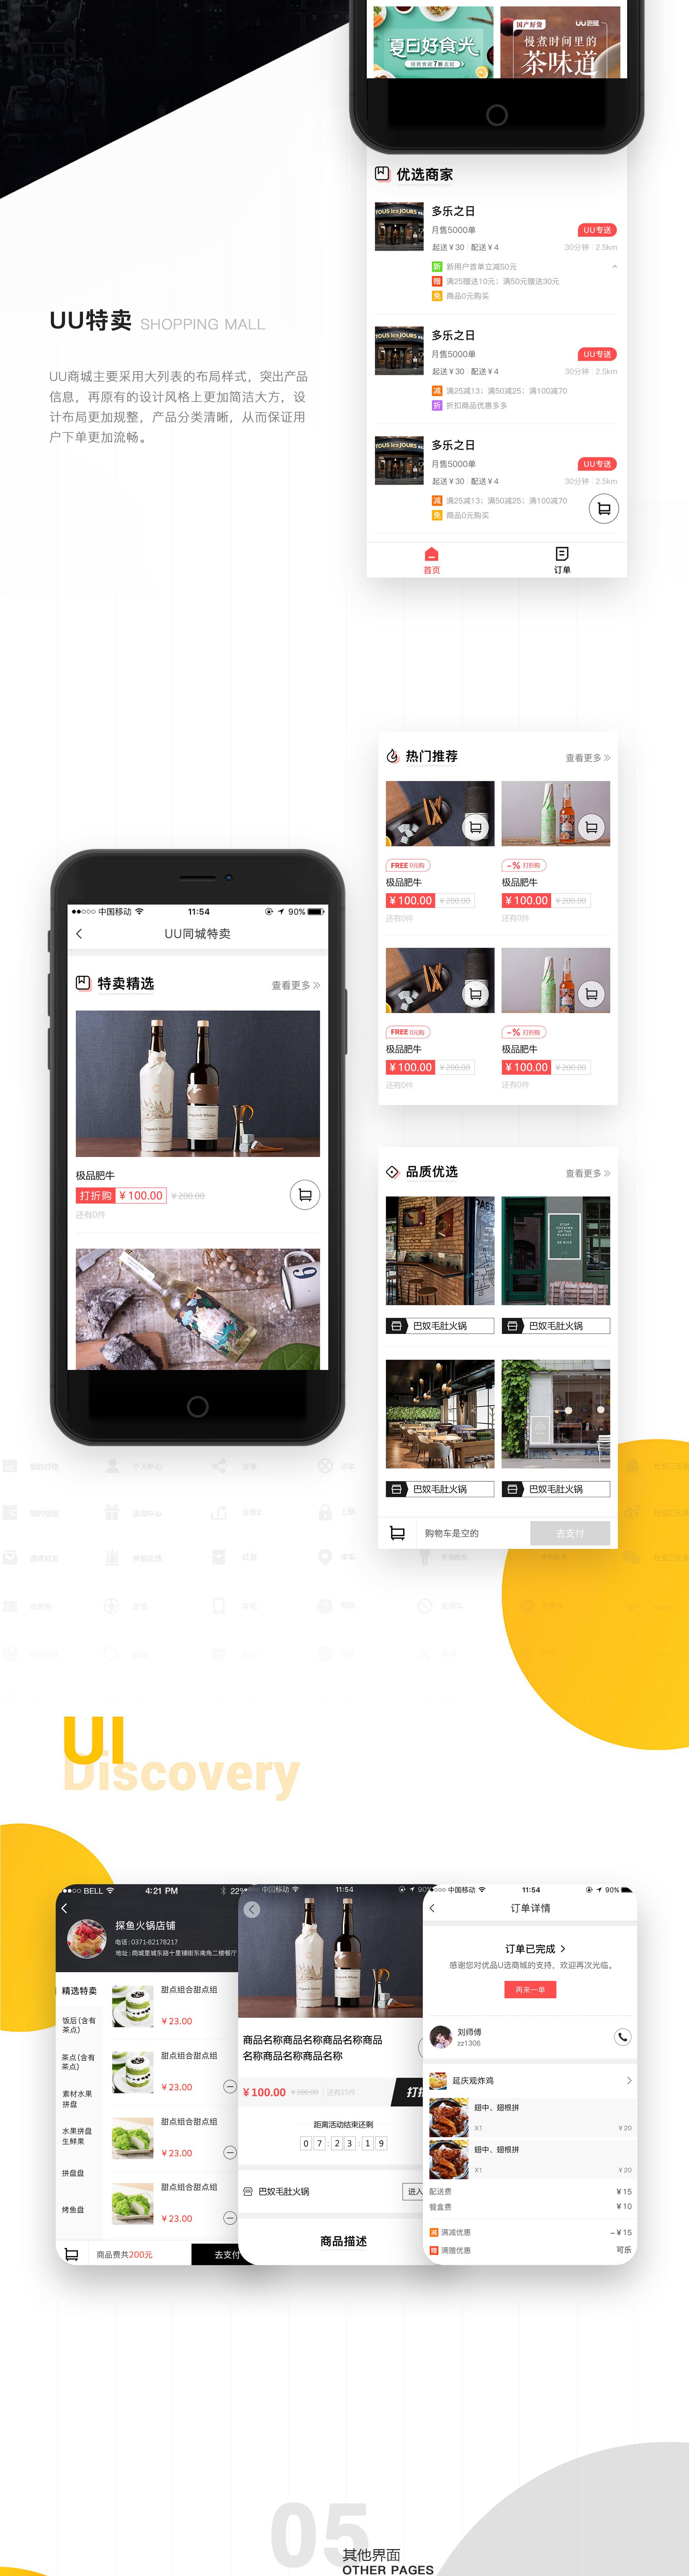 夏日好食光
国产好货
UU跑腿
慢煮时间里的
茶味道
优选商家
多乐之日
月售5000单
UU专送
起送￥30 配送￥4
30分钟 2.5km
新 新用户首单立减50元
赠 满25赠送10元；满50元赠送30元
免 商品0元购买
多乐之日
月售5000单
UU专送
起送￥30 配送￥4
30分钟 2.5km
减 满25减13；满50减25；满100减70
折 折扣商品优惠多多
多乐之日
月售5000单
UU专送
起送￥30 配送￥4
30分钟 2.5km
减 满25减13；满50减25；满100减70
免 商品0元购买
首页
订单
UU特卖 SHOPPING MALL
UU商城主要采用大列表的布局样式，突出产品
信息，再原有的设计风格上更加简洁大方，设
计布局更加规整，产品分类清晰，从而保证用
户下单更加流畅。
热门推荐
查看更多
FREE 0元购
-% 打折购
极品肥牛
极品肥牛
￥100.00 ￥200.00
￥100.00 ￥200.00
还有0件
还有0件
FREE 0元购
-% 打折购
极品肥牛
极品肥牛
￥100.00 ￥200.00
￥100.00 ￥200.00
还有0件
还有0件
中国移动
11:54
90%
UU同城特卖
特卖精选
查看更多
极品肥牛
打折购 ￥100.00 ￥200.00
还有0件
品质优选
查看更多
巴奴毛肚火锅
巴奴毛肚火锅
巴奴毛肚火锅
巴奴毛肚火锅
购物车是空的
去支付
个人中心
活动中心
UI
Discovery
BELL
4:21 PM
22%
探鱼火锅店铺
电话：0371-82178217
地址：商城里城东路十里铺街东南角二楼餐厅
精选特卖
饭后（含有
茶点）
茶点（含有
茶点）
素材水果
拼盘
水果拼盘
生鲜果
拼盘盘
烤鱼盘
甜点组合甜点组
￥23.00
甜点组合甜点组
￥23.00
甜点组合甜点组
￥23.00
甜点组合甜点组
￥23.00
商品费共200元
去支付
中国移动
11:54
商品名称商品名称商品名称商品
名称商品名称商品名称
￥100.00 ￥200.00 还有15件
距离活动结束还剩
07:23:19
巴奴毛肚火锅
进入
商品描述
中国移动
11:54
90%
订单详情
订单已完成
感谢您对优品U选商城的支持，欢迎再次光临。
再来一单
刘师傅
zz1306
延庆观炸鸡
翅中、翅根拼
X1
￥20
翅中、翅根拼
X1
￥20
配送费
￥15
餐盒费
￥10
减 满减优惠
-￥15
赠 满赠优惠
可乐
05
其他界面
OTHER PAGES